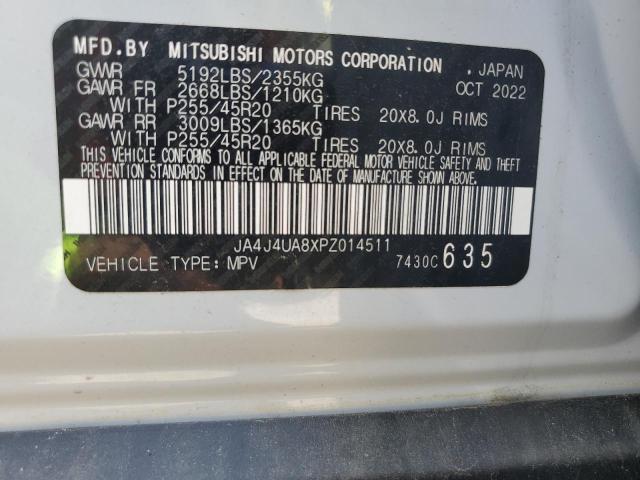 MFD.BY MITSUBISHI MOTORS CORPORATION , JAPAN
GVWR 5192LBS/2355KG OCT 2022
GAWR FR 2668LBS/1210KG
WITH P255/45R20 TIRES 20X8.0J RIMS
GAWR RR 3009LBS/1365KG
WITH P255/45R20 TIRES 20X8.0J RIMS
THIS VEHICLE CONFORMS TO ALL APPLICABLE FEDERAL MOTOR VEHICLE SAFETY AND THEFT
PREVENTION STANDARDS IN EFFECT ON THE DATE OF MANUFACTURE SHOWN ABOVE.
JA4J4UA8XPZ014511
VEHICLE TYPE: MPV 7430C 635